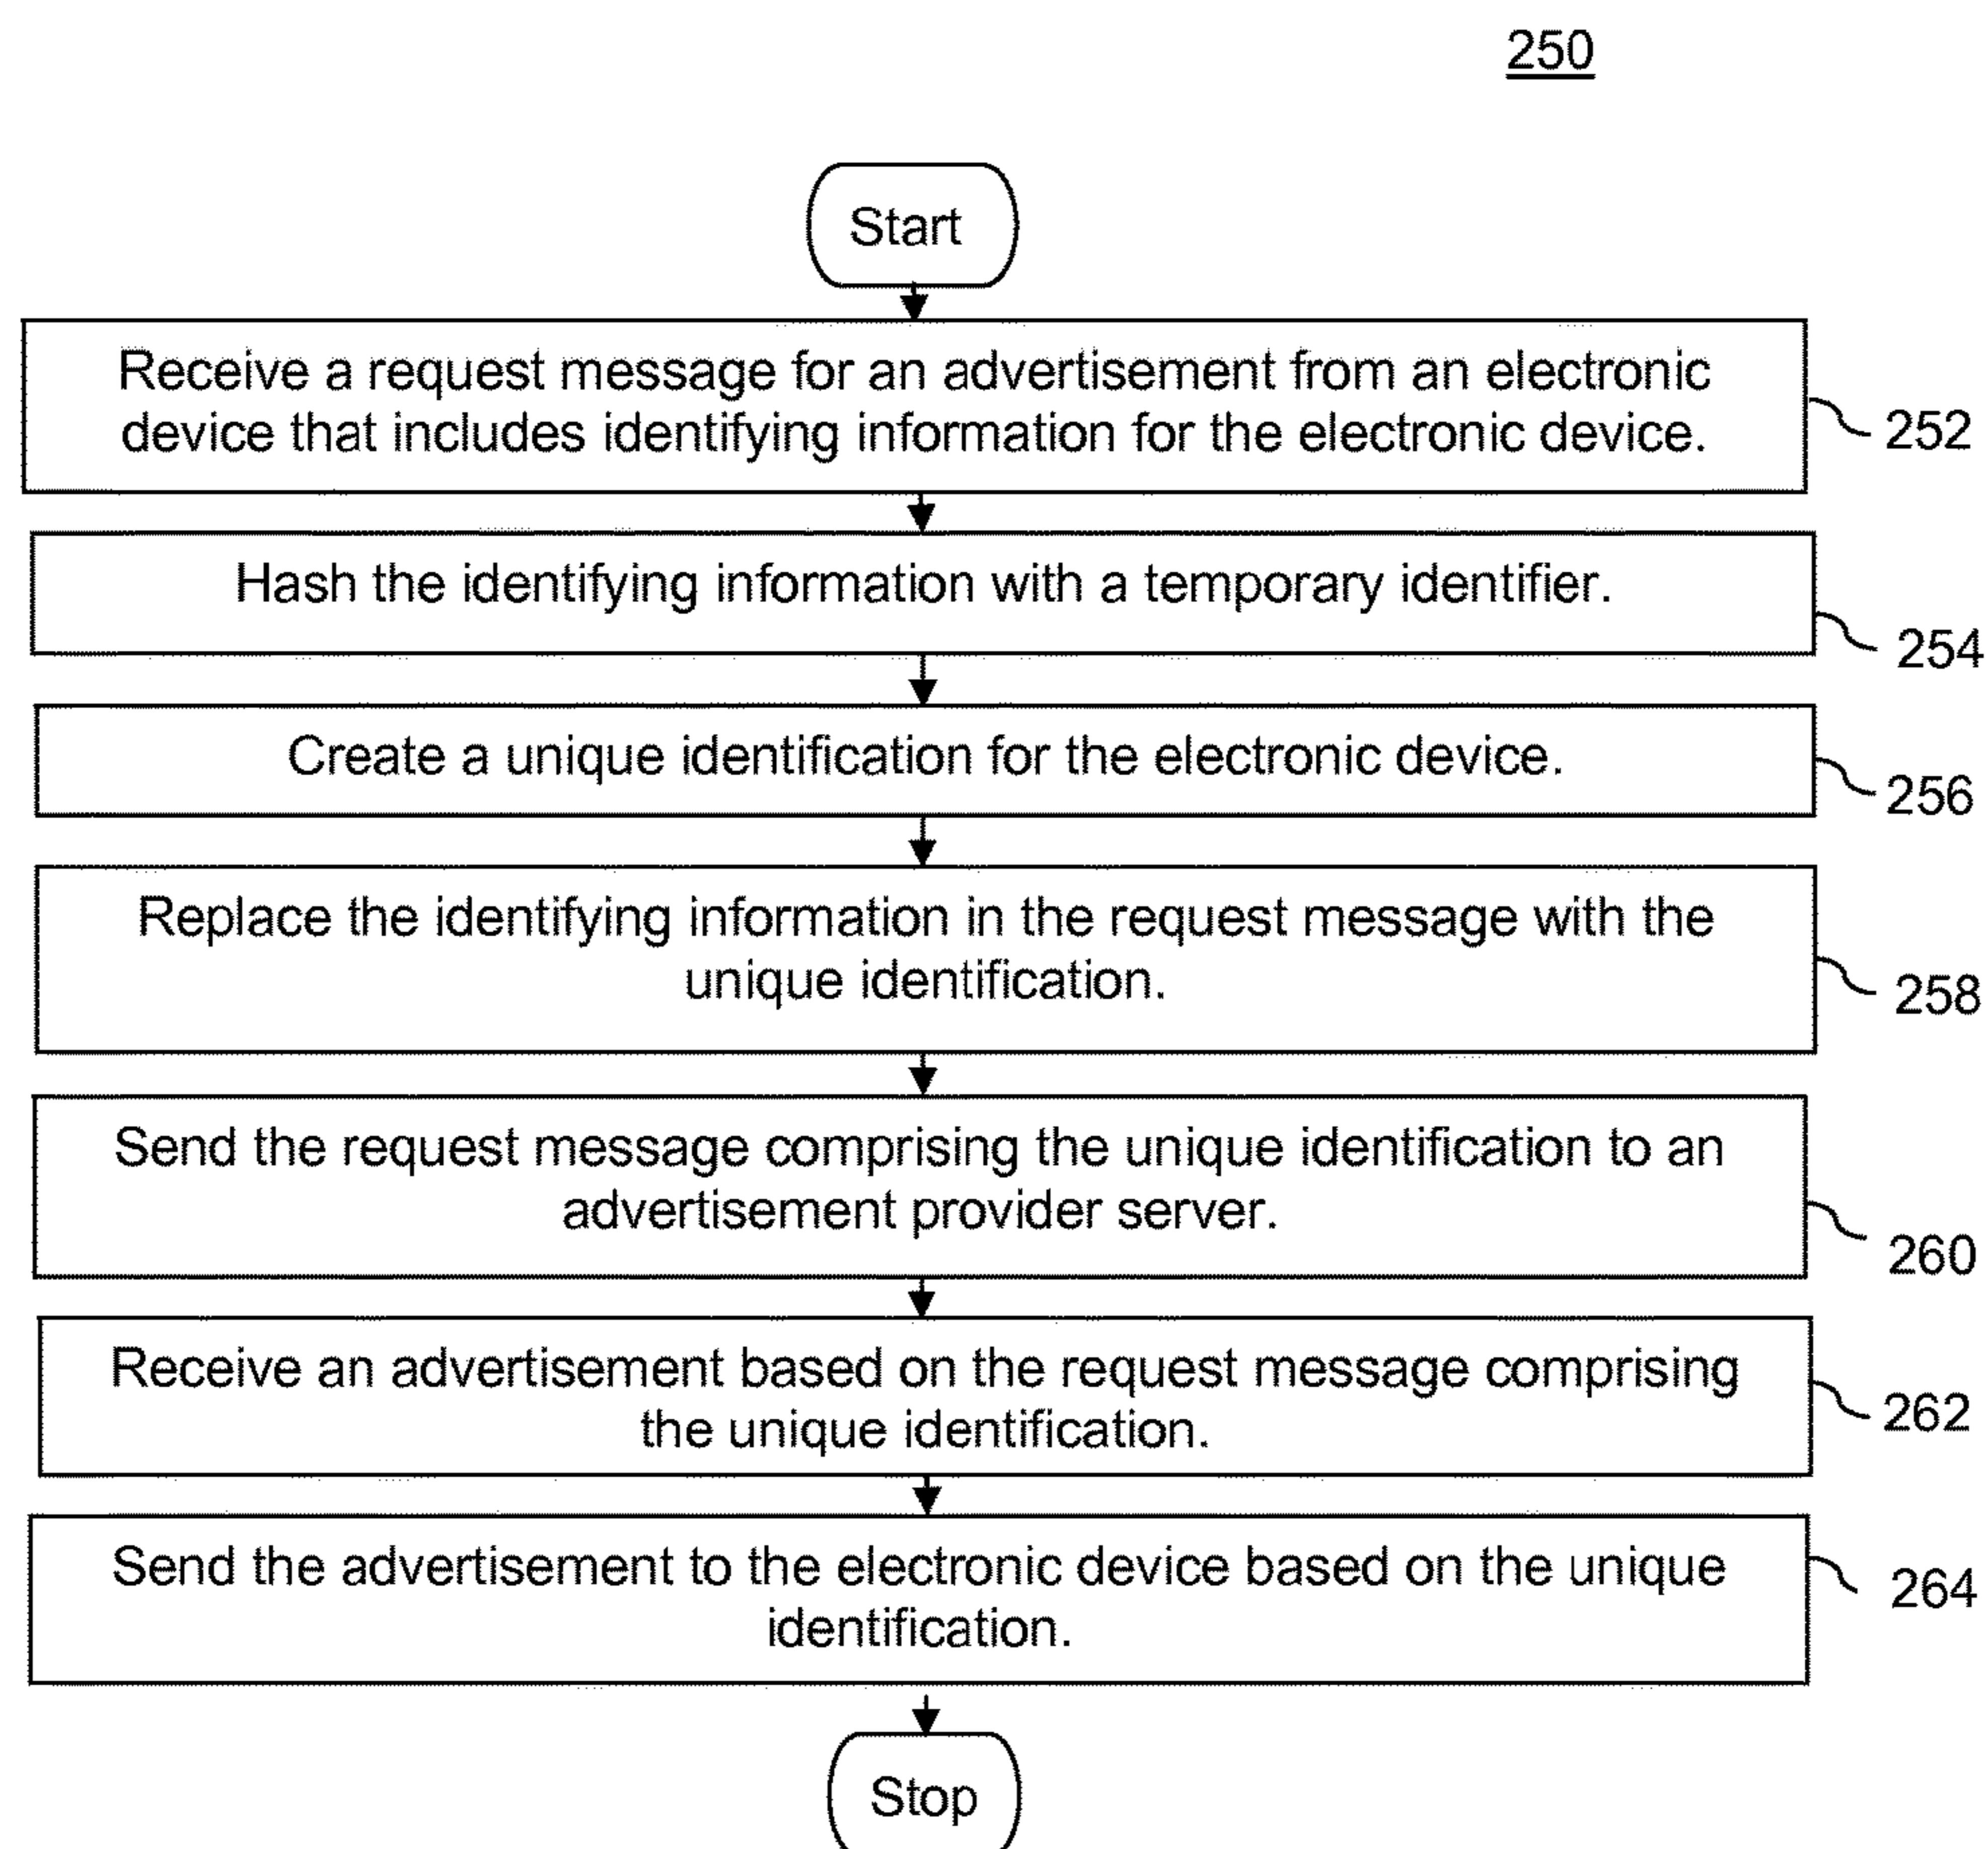 250
Start
Receive a request message for an advertisement from an electronic
device that includes identifying information for the electronic device.
252
Hash the identifying information with a temporary identifier.
254
Create a unique identification for the electronic device.
256
Replace the identifying information in the request message with the
unique identification.
258
Send the request message comprising the unique identification to an
advertisement provider server.
260
Receive an advertisement based on the request message comprising
the unique identification.
262
Send the advertisement to the electronic device based on the unique
identification.
264
Stop